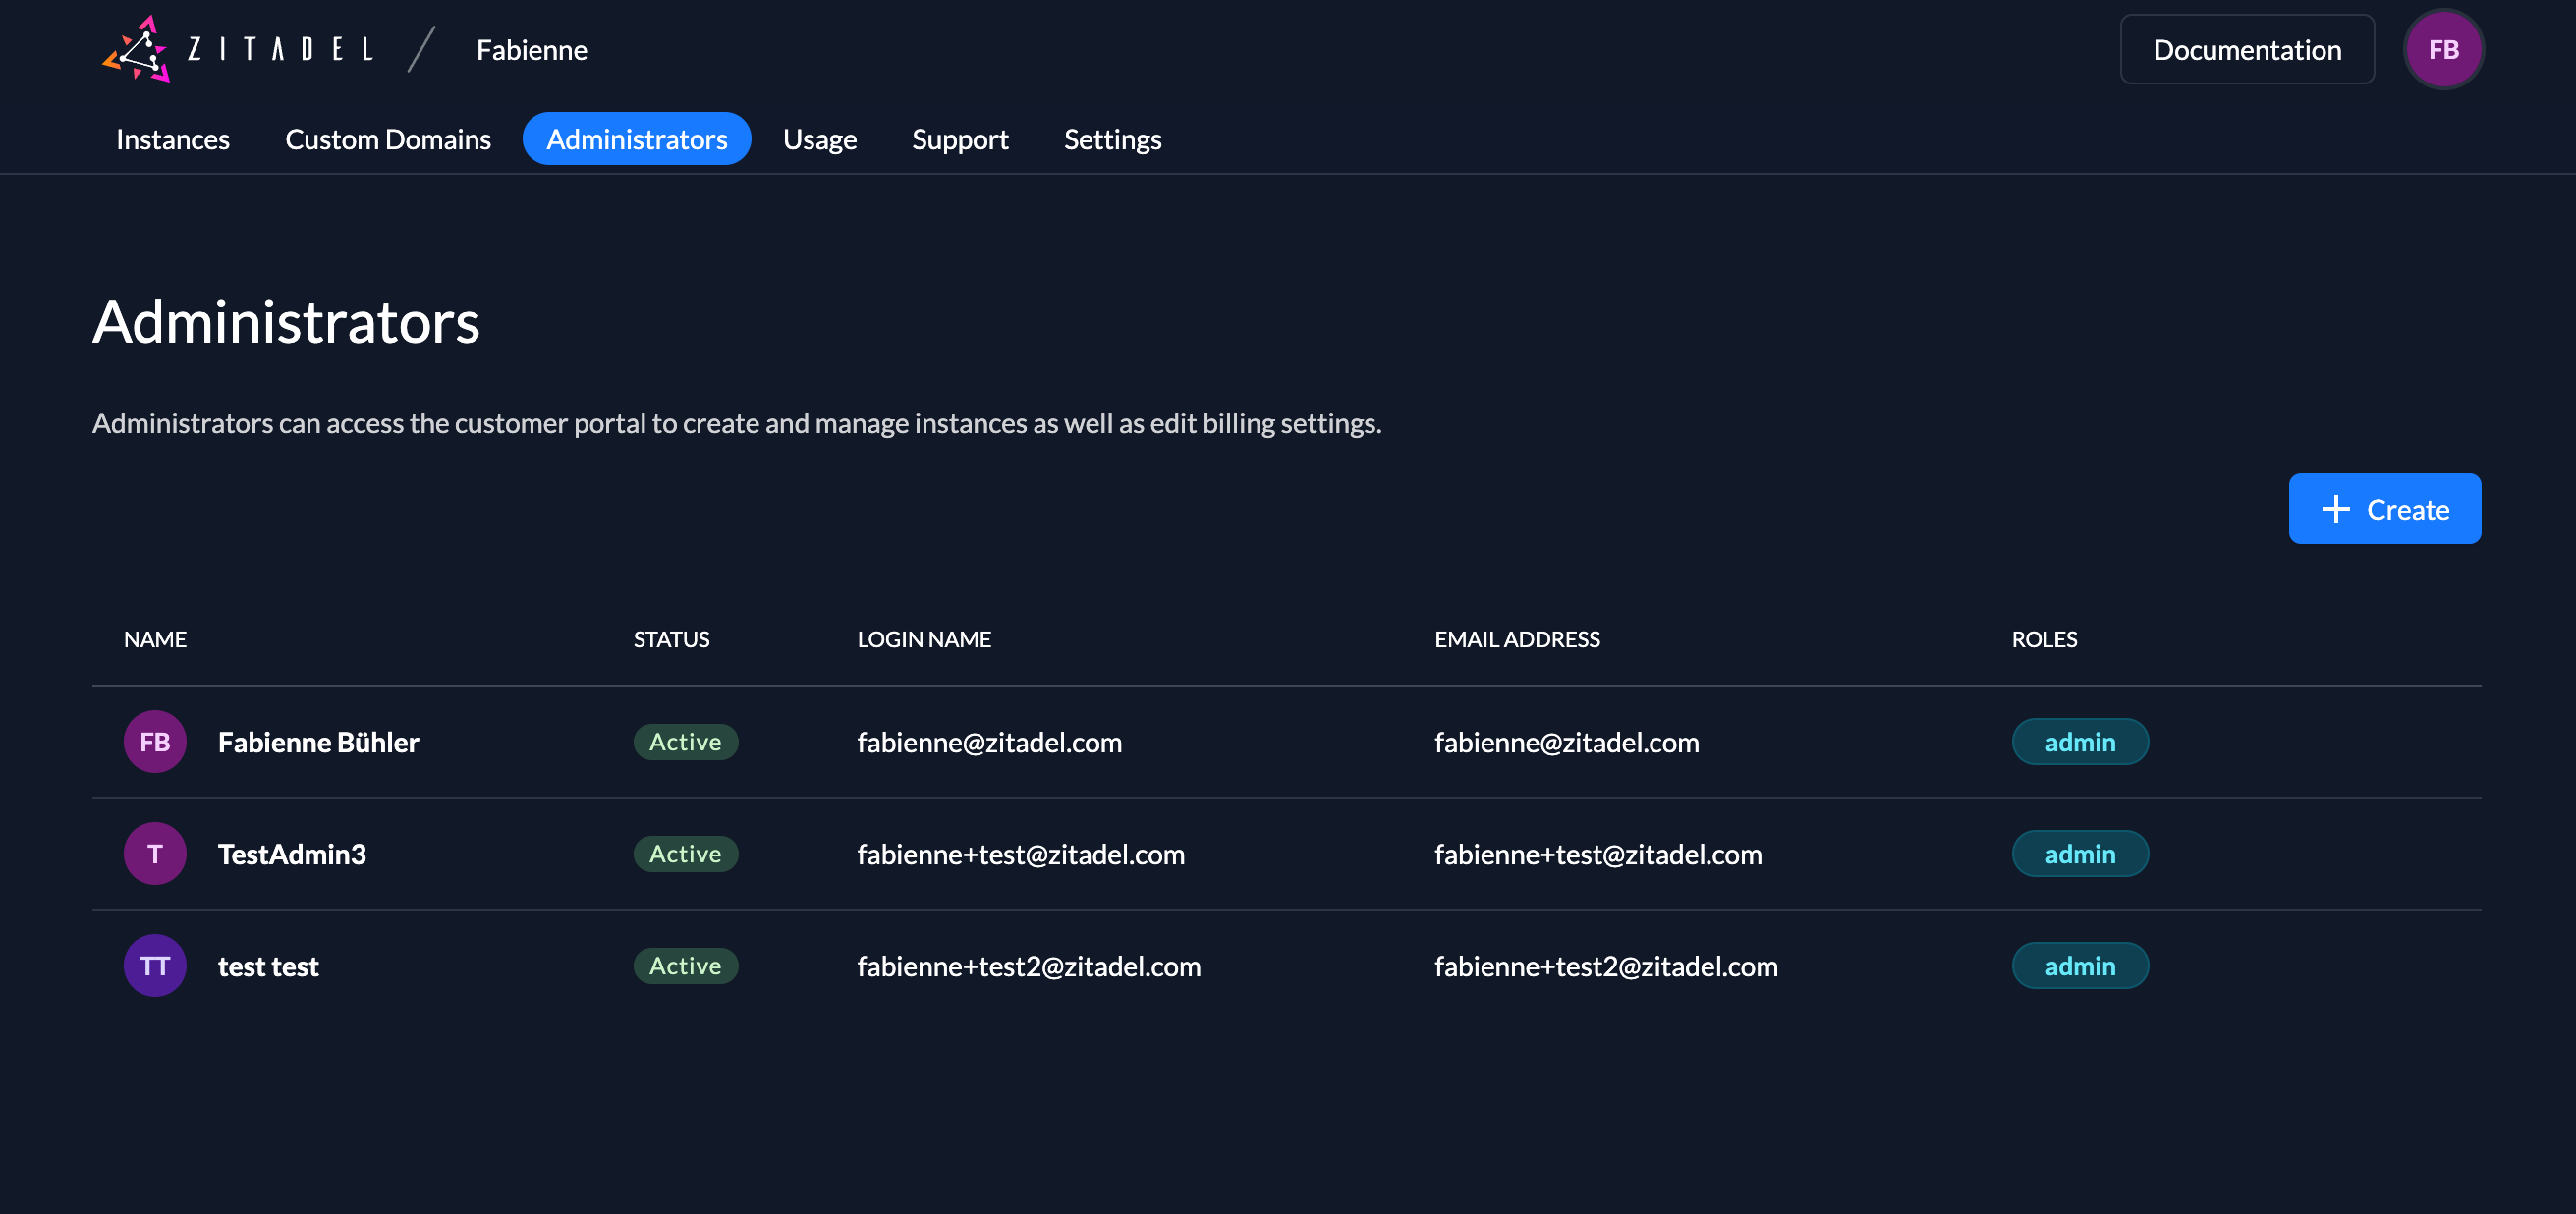 ZITADEL / Fabienne Documentation FB
Instances Custom Domains Administrators Usage Support Settings
Administrators
Administrators can access the customer portal to create and manage instances as well as edit billing settings.
+ Create
NAME STATUS LOGIN NAME EMAIL ADDRESS ROLES
FB Fabienne Bühler Active fabienne@zitadel.com fabienne@zitadel.com admin
T TestAdmin3 Active fabienne+test@zitadel.com fabienne+test@zitadel.com admin
TT test test Active fabienne+test2@zitadel.com fabienne+test2@zitadel.com admin